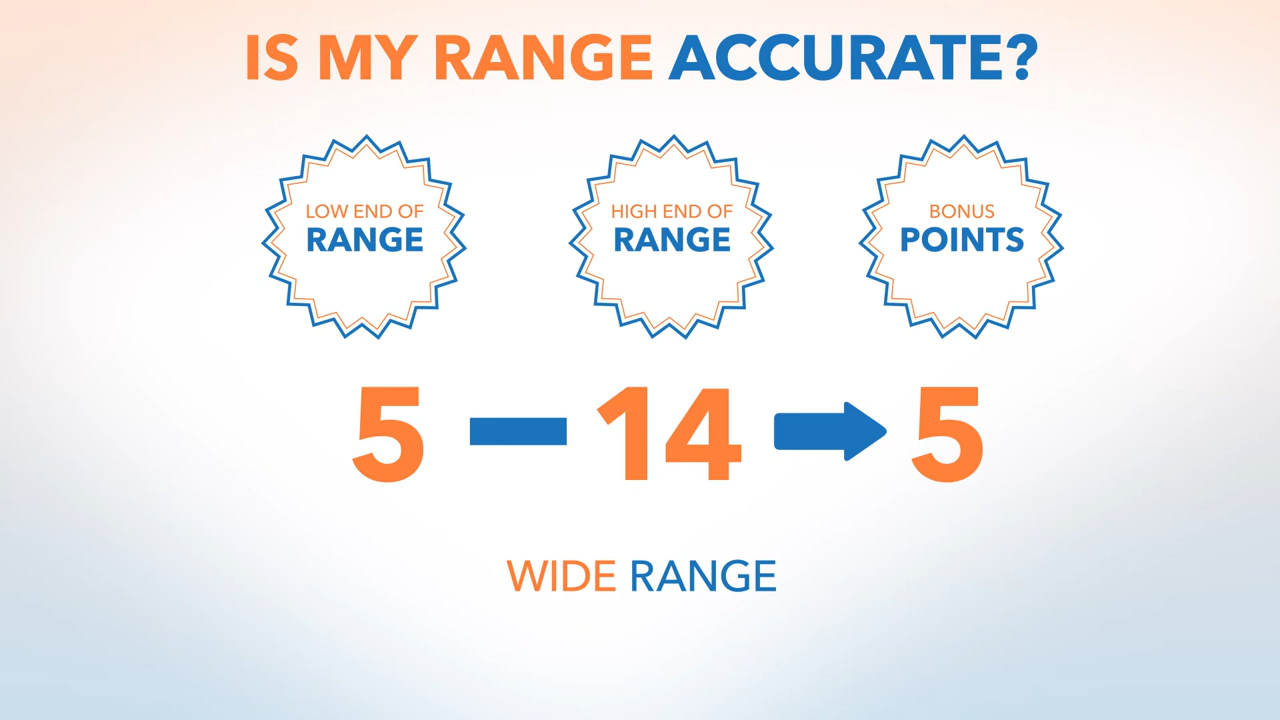 IS MY RANGE ACCURATE?
LOW END OF
RANGE
HIGH END OF
RANGE
BONUS
POINTS
5 – 14 → 5
WIDE RANGE